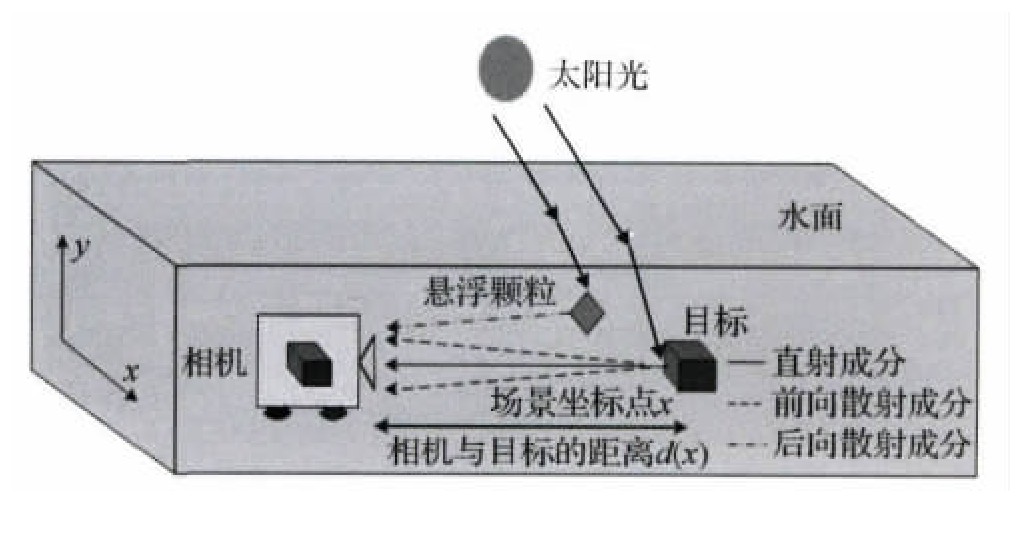 太阳光
水面
y
悬浮颗粒
目标
相机
x
直射成分
场景坐标点x
前向散射成分
相机与目标的距离d(x)
后向散射成分